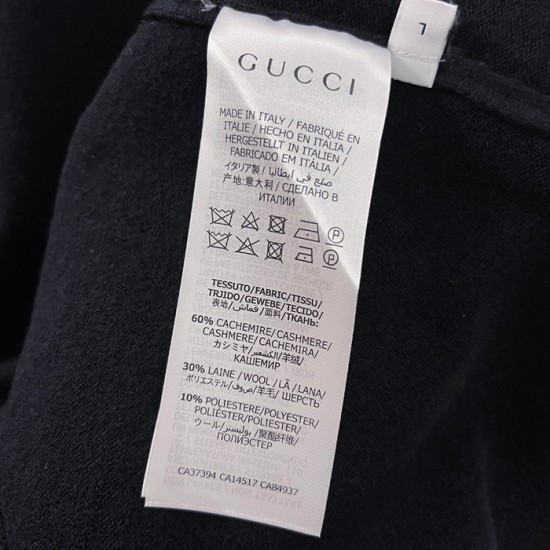 L
GUCCI
MADE IN ITALY / FABRIQUÉ EN
ITALIE / HECHO EN ITALIA /
HERGESTELLT IN ITALIEN /
FABRICADO EM ITÁLIA /
イタリア製 / صنع في ايطاليا /
产地:意大利 / СДЕЛАНО В
ИТАЛИИ
P
P
TESSUTO/FABRIC/TISSU/
TRJIDO/GEWEBE/TECIDO/
表地/قماش/面料/ТКАНЬ:
60% CACHEMIRE/CASHMERE/
CASHMERE/CACHEMIRA/
カシミヤ/الكشمير/羊绒/
КАШЕМИР
30% LAINE/WOOL/LÃ/LANA/
ポリエステル/صوف/羊毛/ШЕРСТЬ
10% POLIESTERE/POLYESTER/
POLIÉSTER/POLIÉSTER/
ウール/بوليستر/聚酯纤维/
ПОЛИЭСТЕР
CA37394 CA14517 CA84937